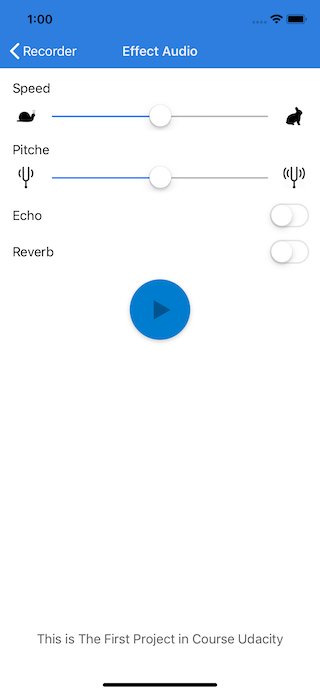 1:00
Recorder
Effect Audio
Speed
Pitche
Echo
Reverb
This is The First Project in Course Udacity